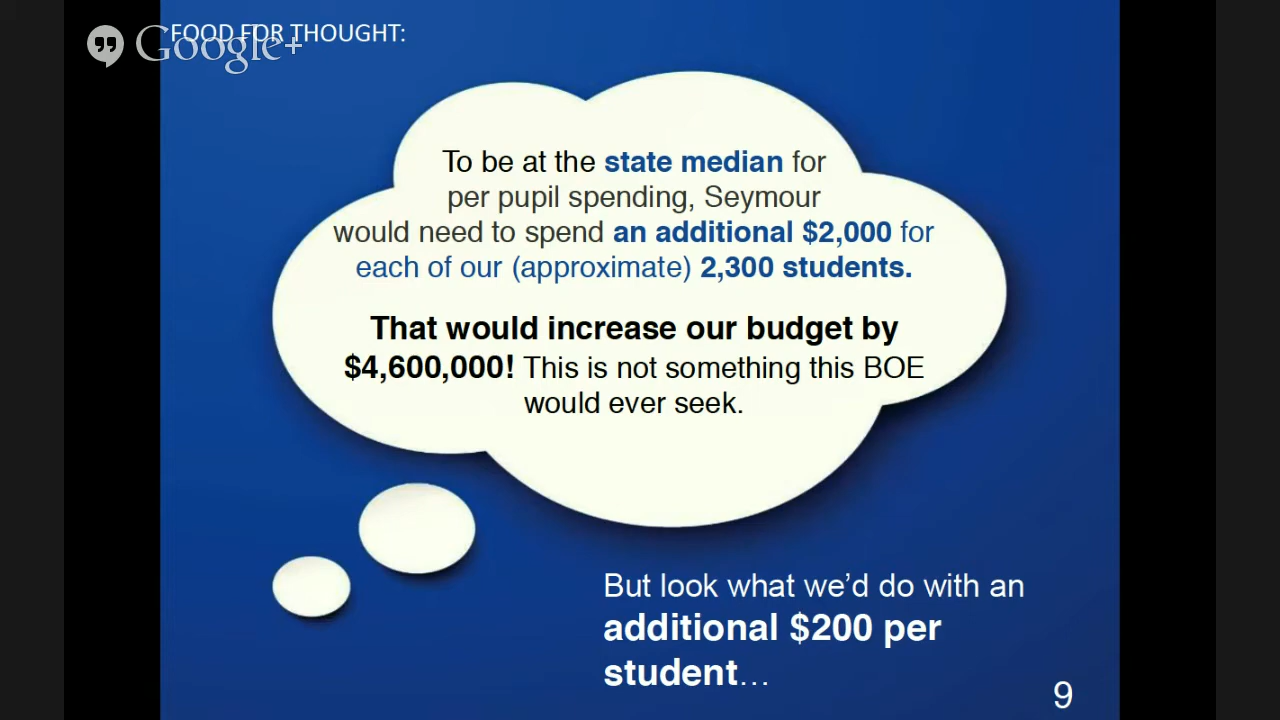 FOOD FOR THOUGHT:
Google+
To be at the state median for
per pupil spending, Seymour
would need to spend an additional $2,000 for
each of our (approximate) 2,300 students.
That would increase our budget by
$4,600,000! This is not something this BOE
would ever seek.
But look what we’d do with an
additional $200 per
student…
9